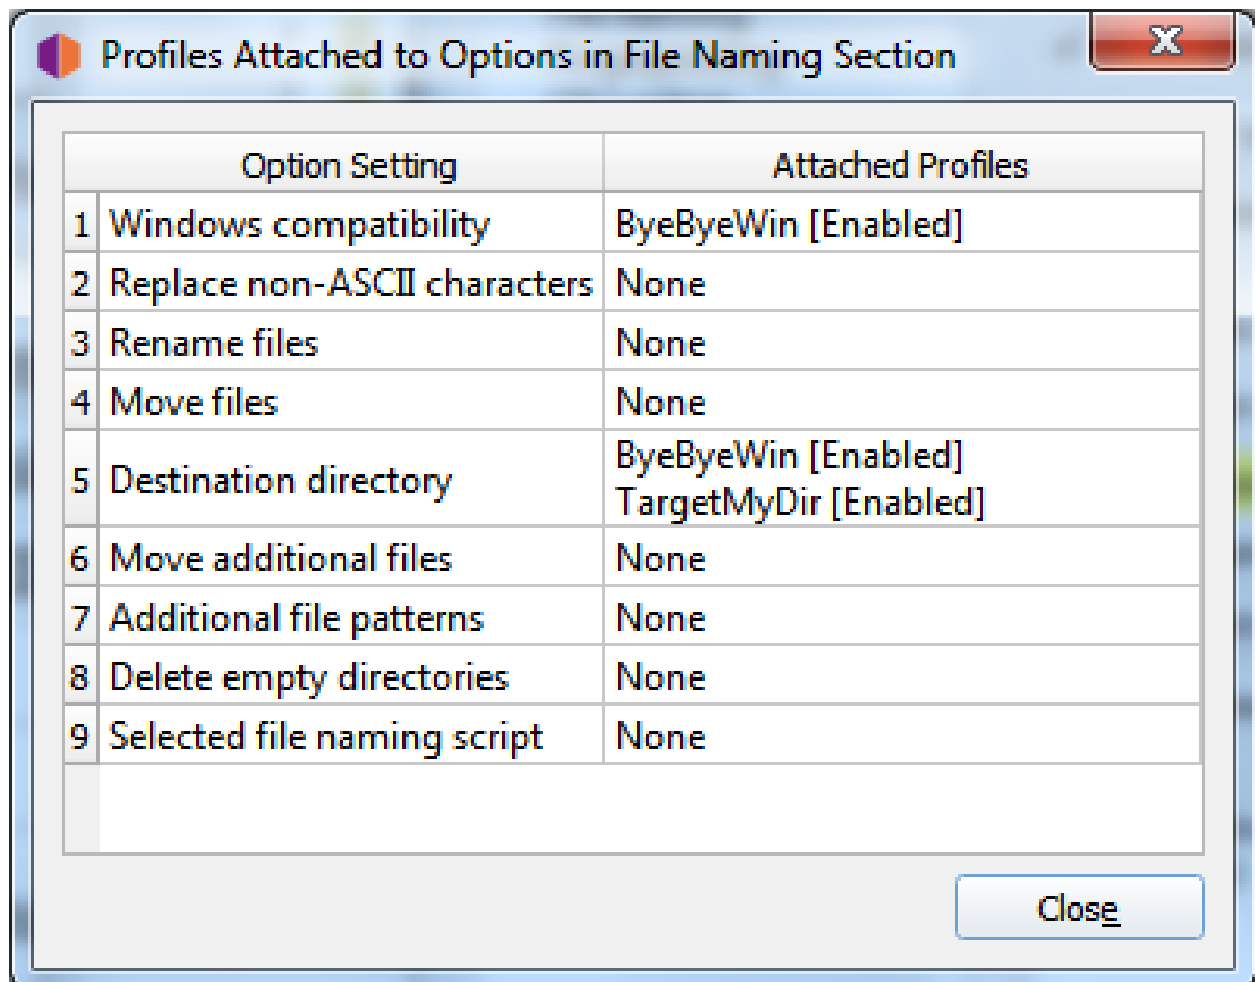 Profiles Attached to Options in File Naming Section
Option Setting Attached Profiles
1 Windows compatibility ByeByeWin [Enabled]
2 Replace non-ASCII characters None
3 Rename files None
4 Move files None
5 Destination directory ByeByeWin [Enabled]
TargetMyDir [Enabled]
6 Move additional files None
7 Additional file patterns None
8 Delete empty directories None
9 Selected file naming script None
Close